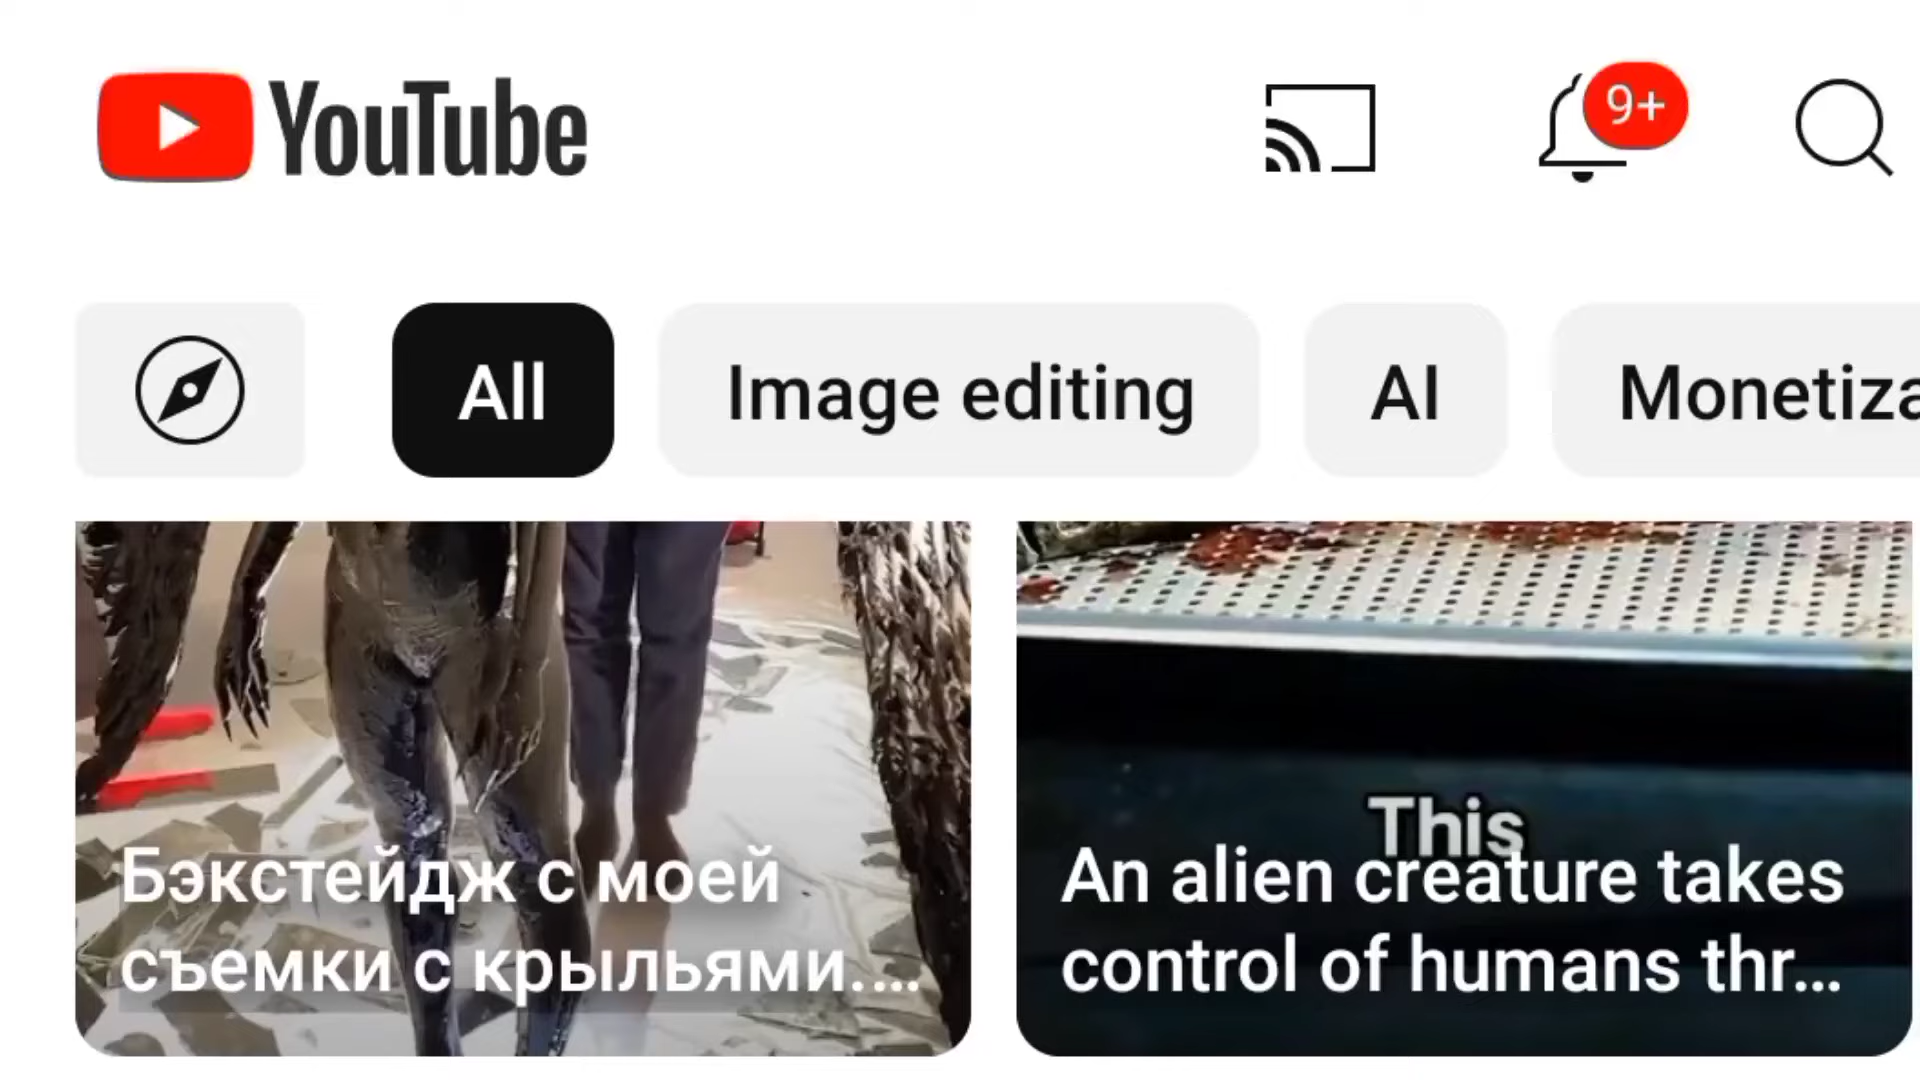 YouTube
9+
All
Image editing
AI
Monetiza
Бэкстейдж с моей
съемки с крыльями....
This
An alien creature takes
control of humans thr...